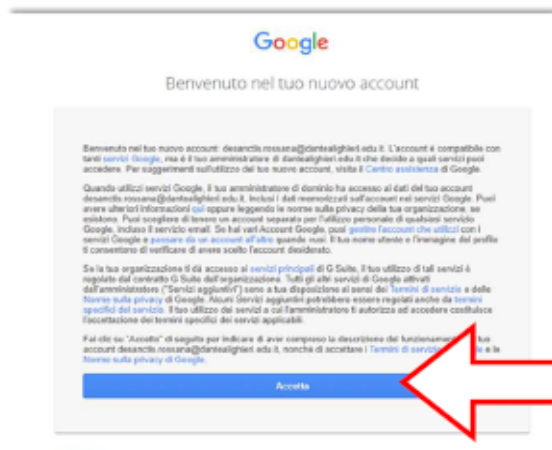 Google
Benvenuto nel tuo nuovo account
Benvenuto nel tuo nuovo account: desanctis.rossana@dantealighieri.edu.it. L'account è compatibile con
tanti servizi Google, ma è il tuo amministratore di dantealighieri.edu.it che decide a quali servizi puoi
accedere. Per suggerimenti sull'utilizzo del tuo nuovo account, visita il Centro assistenza di Google.
Quando utilizzi servizi Google, il tuo amministratore di dominio ha accesso ai dati del tuo account
desanctis.rossana@dantealighieri.edu.it, inclusi i dati memorizzati sull'account nei servizi Google. Puoi
avere ulteriori informazioni qui oppure leggendo le norme sulla privacy della tua organizzazione, se
esistono. Puoi scegliere di tenere un account separato per l'utilizzo personale di qualsiasi servizio
Google, incluso il servizio email. Se hai vari Account Google, puoi gestire l'account che utilizzi con i
servizi Google e passare da un account all'altro quando vuoi. Il tuo nome utente e l'immagine del profilo
ti consentono di verificare di avere scelto l'account desiderato.
Se la tua organizzazione ti dà accesso ai servizi principali di G Suite, il tuo utilizzo di tali servizi è
regolato dal contratto G Suite dell'organizzazione. Tutti gli altri servizi di Google attivati
dall'amministratore ("Servizi aggiuntivi") sono a tua disposizione ai sensi dei Termini di servizio e delle
Norme sulla privacy di Google. Alcuni Servizi aggiuntivi potrebbero essere regolati anche da termini
specifici del servizio. Il tuo utilizzo dei servizi a cui l'amministratore ti autorizza ad accedere costituisce
l'accettazione dei termini specifici dei servizi applicabili.
Fai clic su "Accetto" di seguito per indicare di aver compreso la descrizione del funzionamento tuo
account desanctis.rossana@dantealighieri.edu.it, nonché di accettare i Termini di servizio e le
Norme sulla privacy di Google.
Accetto